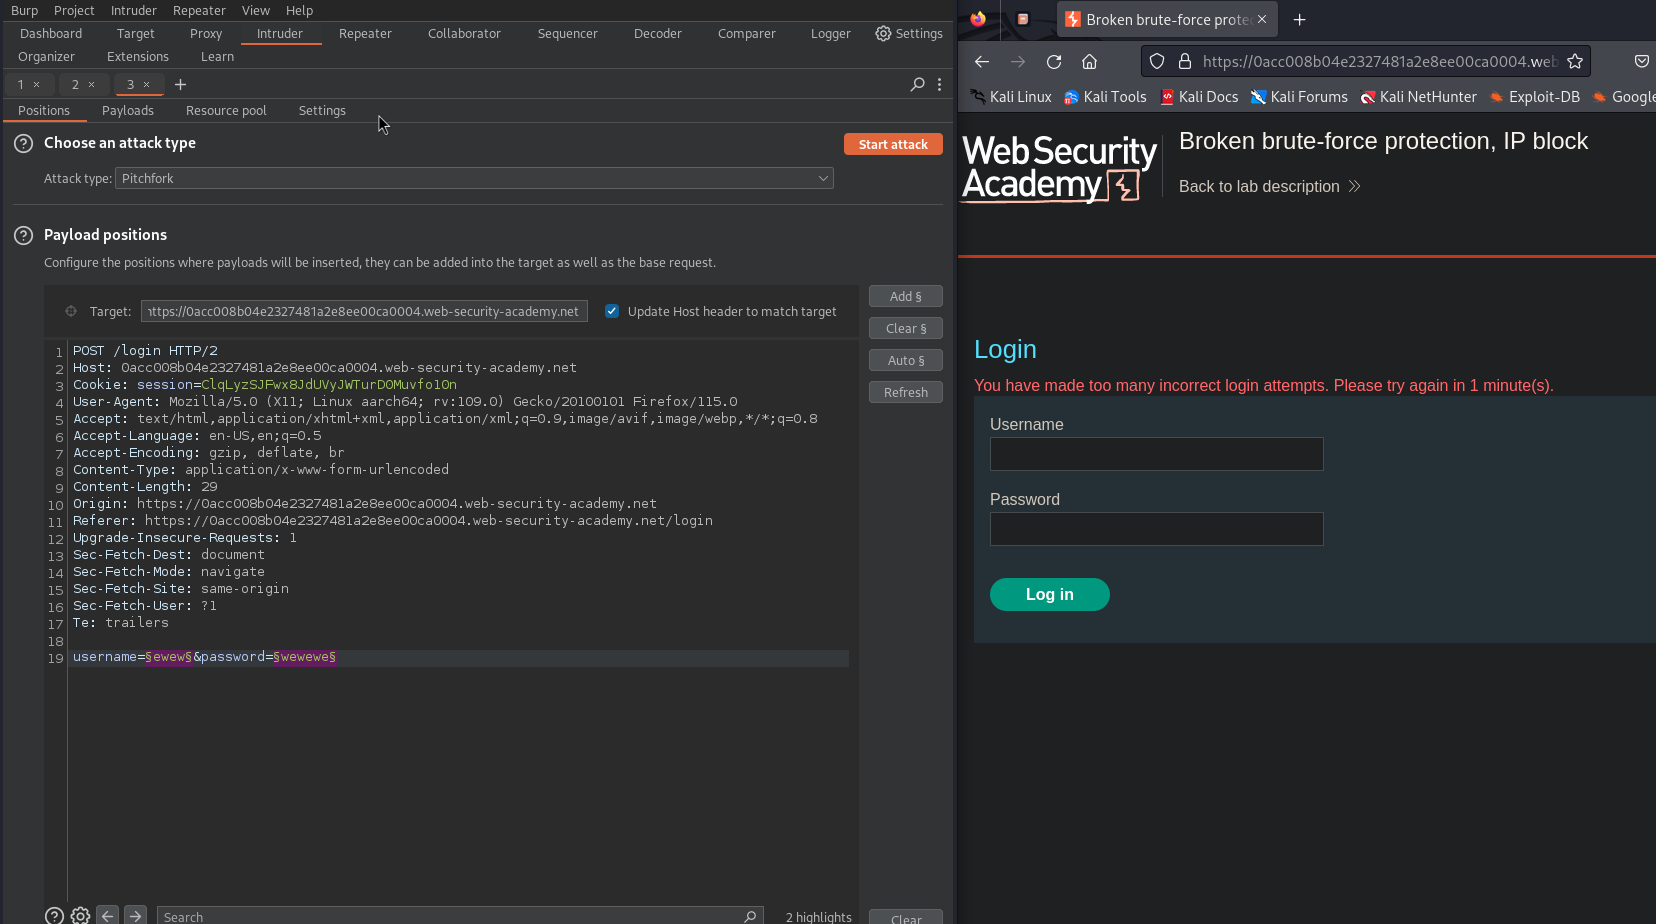 Burp Project Intruder Repeater View Help
Dashboard Target Proxy Intruder Repeater Collaborator Sequencer Decoder Comparer Logger Settings
Organizer Extensions Learn
1 × 2 × 3 × +
Positions Payloads Resource pool Settings
? Choose an attack type Start attack
Attack type: Pitchfork
? Payload positions
Configure the positions where payloads will be inserted, they can be added into the target as well as the base request.
Add §
Target: ttps://0acc008b04e2327481a2e8ee00ca0004.web-security-academy.net Update Host header to match target
Clear §
Auto §
Refresh
1 POST /login HTTP/2
2 Host: 0acc008b04e2327481a2e8ee00ca0004.web-security-academy.net
3 Cookie: session=ClqLyzSJFwx8JdUVyJWTurD0Muvfo10n
4 User-Agent: Mozilla/5.0 (X11; Linux aarch64; rv:109.0) Gecko/20100101 Firefox/115.0
5 Accept: text/html,application/xhtml+xml,application/xml;q=0.9,image/avif,image/webp,*/*;q=0.8
6 Accept-Language: en-US,en;q=0.5
7 Accept-Encoding: gzip, deflate, br
8 Content-Type: application/x-www-form-urlencoded
9 Content-Length: 29
10 Origin: https://0acc008b04e2327481a2e8ee00ca0004.web-security-academy.net
11 Referer: https://0acc008b04e2327481a2e8ee00ca0004.web-security-academy.net/login
12 Upgrade-Insecure-Requests: 1
13 Sec-Fetch-Dest: document
14 Sec-Fetch-Mode: navigate
15 Sec-Fetch-Site: same-origin
16 Sec-Fetch-User: ?1
17 Te: trailers
18
19 username=§ewew§&password=§wewewe§
? Search 2 highlights Clear
Broken brute-force prote × +
https://0acc008b04e2327481a2e8ee00ca0004.web
Kali Linux Kali Tools Kali Docs Kali Forums Kali NetHunter Exploit-DB Google
Web Security
Academy
Broken brute-force protection, IP block
Back to lab description
Login
You have made too many incorrect login attempts. Please try again in 1 minute(s).
Username
Password
Log in